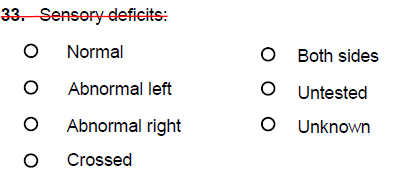 33. Sensory deficits:
Normal
Abnormal left
Abnormal right
Crossed
Both sides
Untested
Unknown